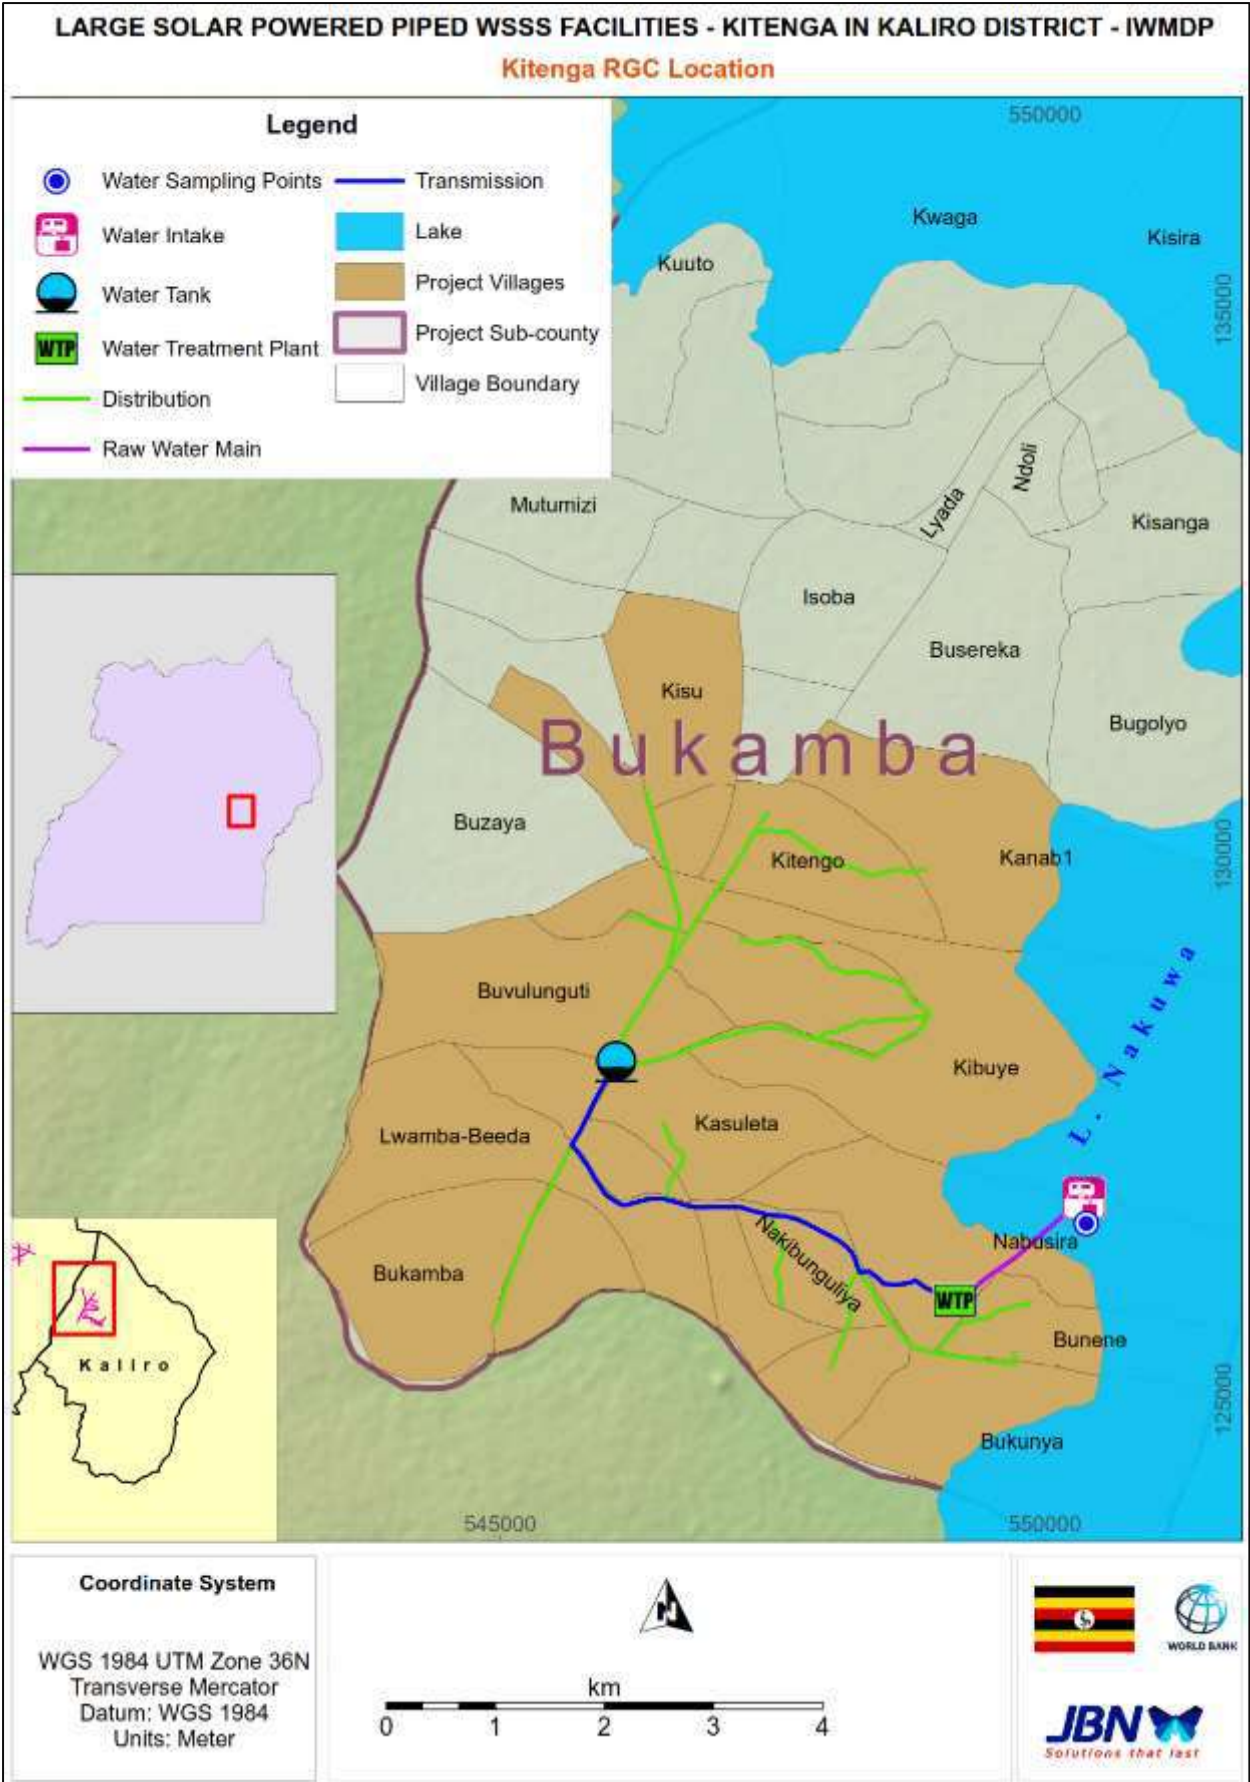 LARGE SOLAR POWERED PIPED WSSS FACILITIES - KITENGA IN KALIRO DISTRICT - IWMDP
Kitenga RGC Location
Legend
Water Sampling Points
Water Intake
Water Tank
WTP
Water Treatment Plant
Distribution
Raw Water Main
Transmission
Lake
Project Villages
Project Sub-county
Village Boundary
550000
Kwaga
Kisira
Kuuto
135000
Ndoli
Lyada
Mutumizi
Kisanga
Isoba
Busereka
Kisu
Bugolyo
Bukamba
Buzaya
Kitengo
Kanab1
130000
L. Nakuwa
Buvulunguti
Kibuye
Kasuleta
Lwamba-Beeda
Nabusira
Nakibunguliya
Bukamba
WTP
Bunene
Kaliro
125000
Bukunya
545000
550000
Coordinate System
WGS 1984 UTM Zone 36N
Transverse Mercator
Datum: WGS 1984
Units: Meter
N
km
0 1 2 3 4
WORLD BANK
JBN
Solutions that last